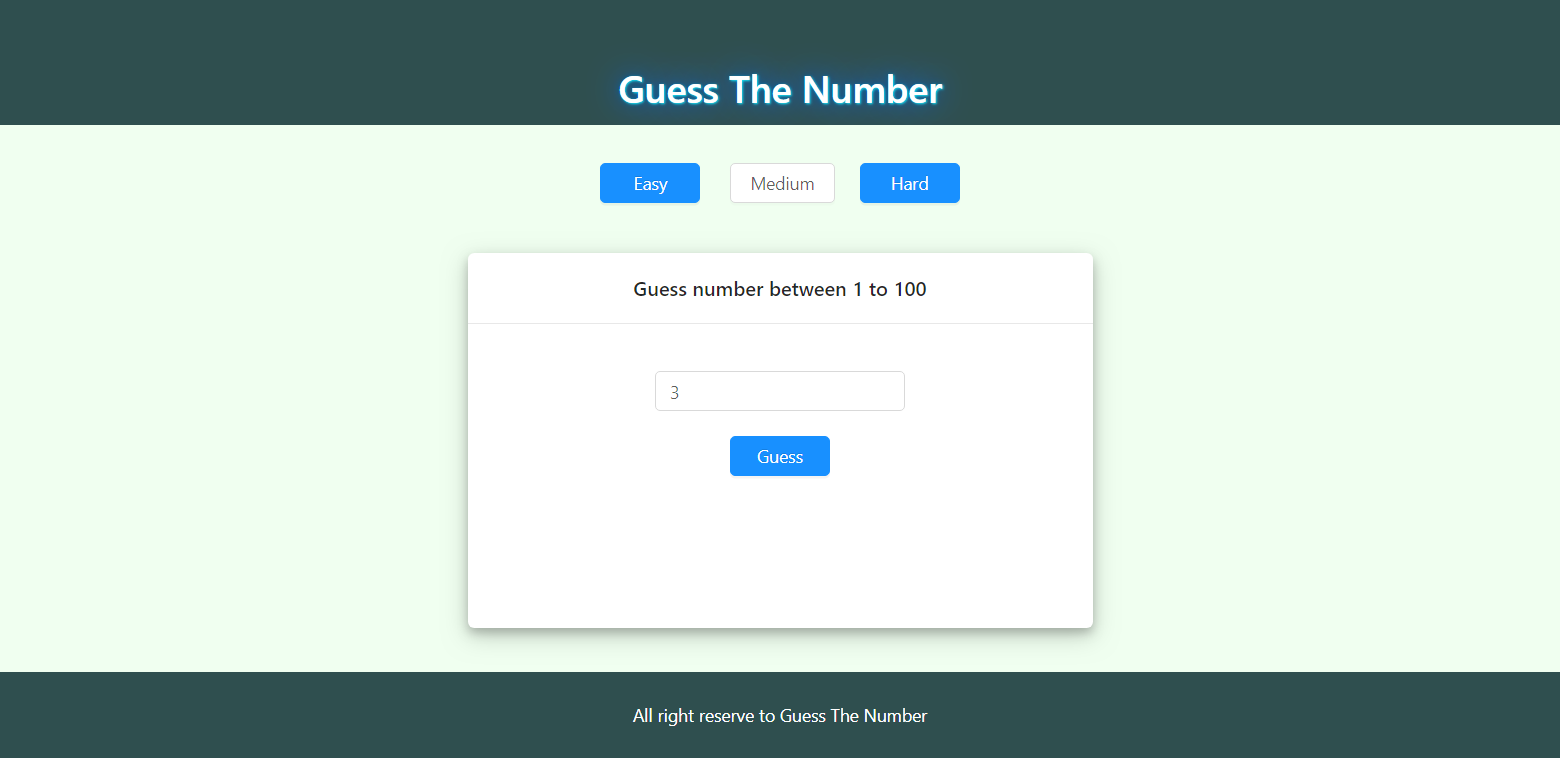 Guess The Number
Easy Medium Hard
Guess number between 1 to 100
3
Guess
All right reserve to Guess The Number